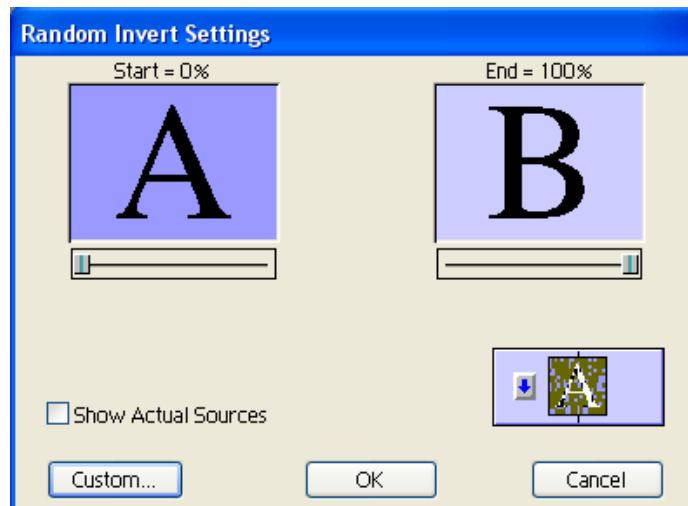 Random Invert Settings
Start = 0% End = 100%
A B
A
Show Actual Sources
Custom... OK Cancel